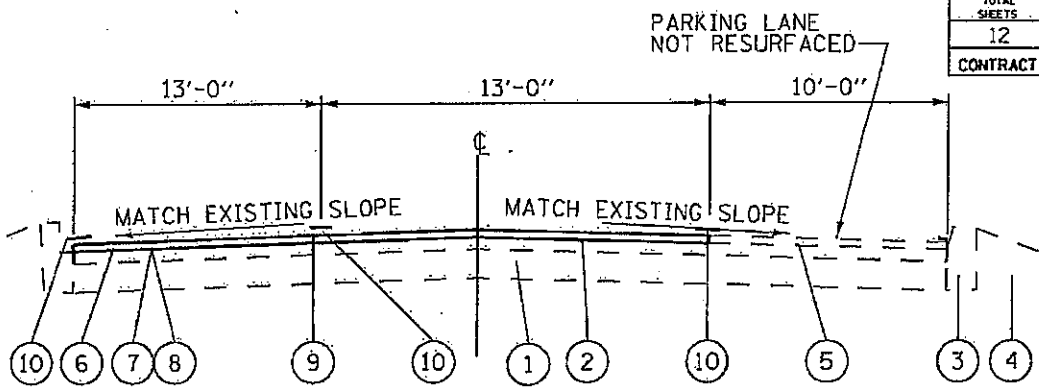 TOTAL
SHEETS
12
CONTRACT
PARKING LANE
NOT RESURFACED
13'-0"
13'-0"
10'-0"
℄
MATCH EXISTING SLOPE
MATCH EXISTING SLOPE
10
6
7
8
9
10
1
2
10
5
3
4